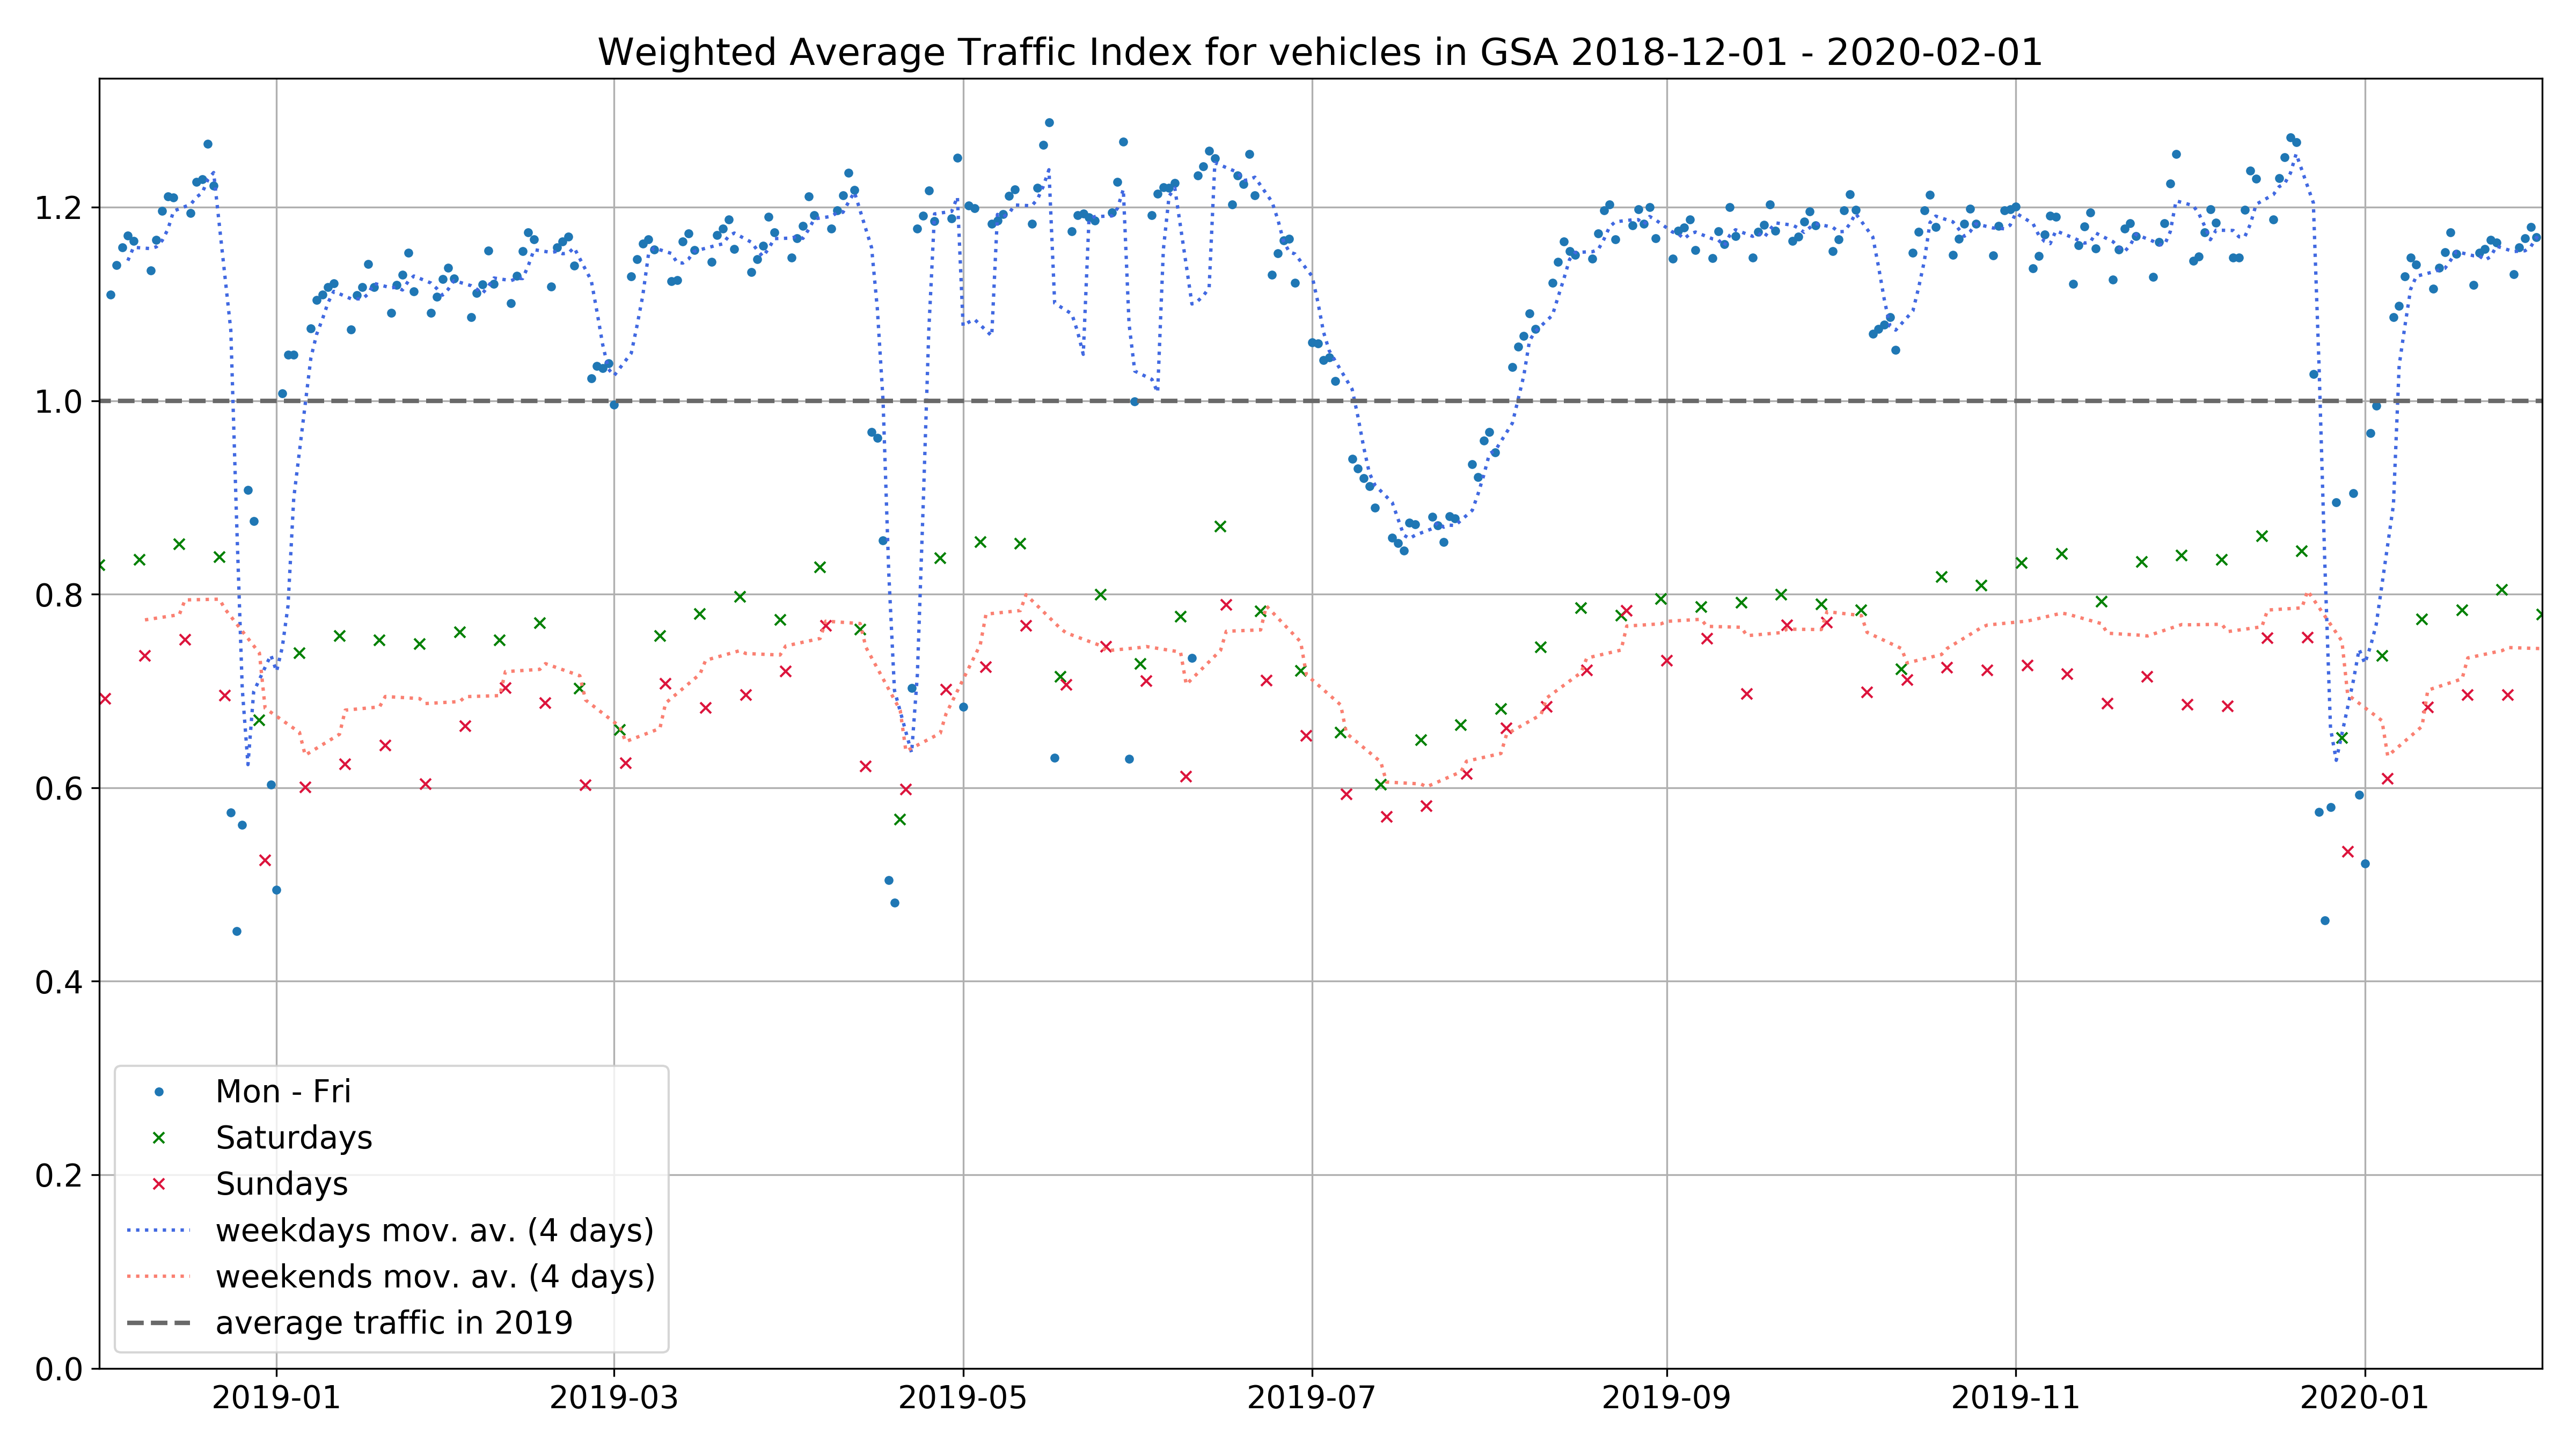 Weighted Average Traffic Index for vehicles in GSA 2018-12-01 - 2020-02-01
1.2
1.0
0.8
0.6
0.4
0.2
0.0
Mon - Fri
Saturdays
Sundays
weekdays mov. av. (4 days)
weekends mov. av. (4 days)
average traffic in 2019
2019-01 2019-03 2019-05 2019-07 2019-09 2019-11 2020-01